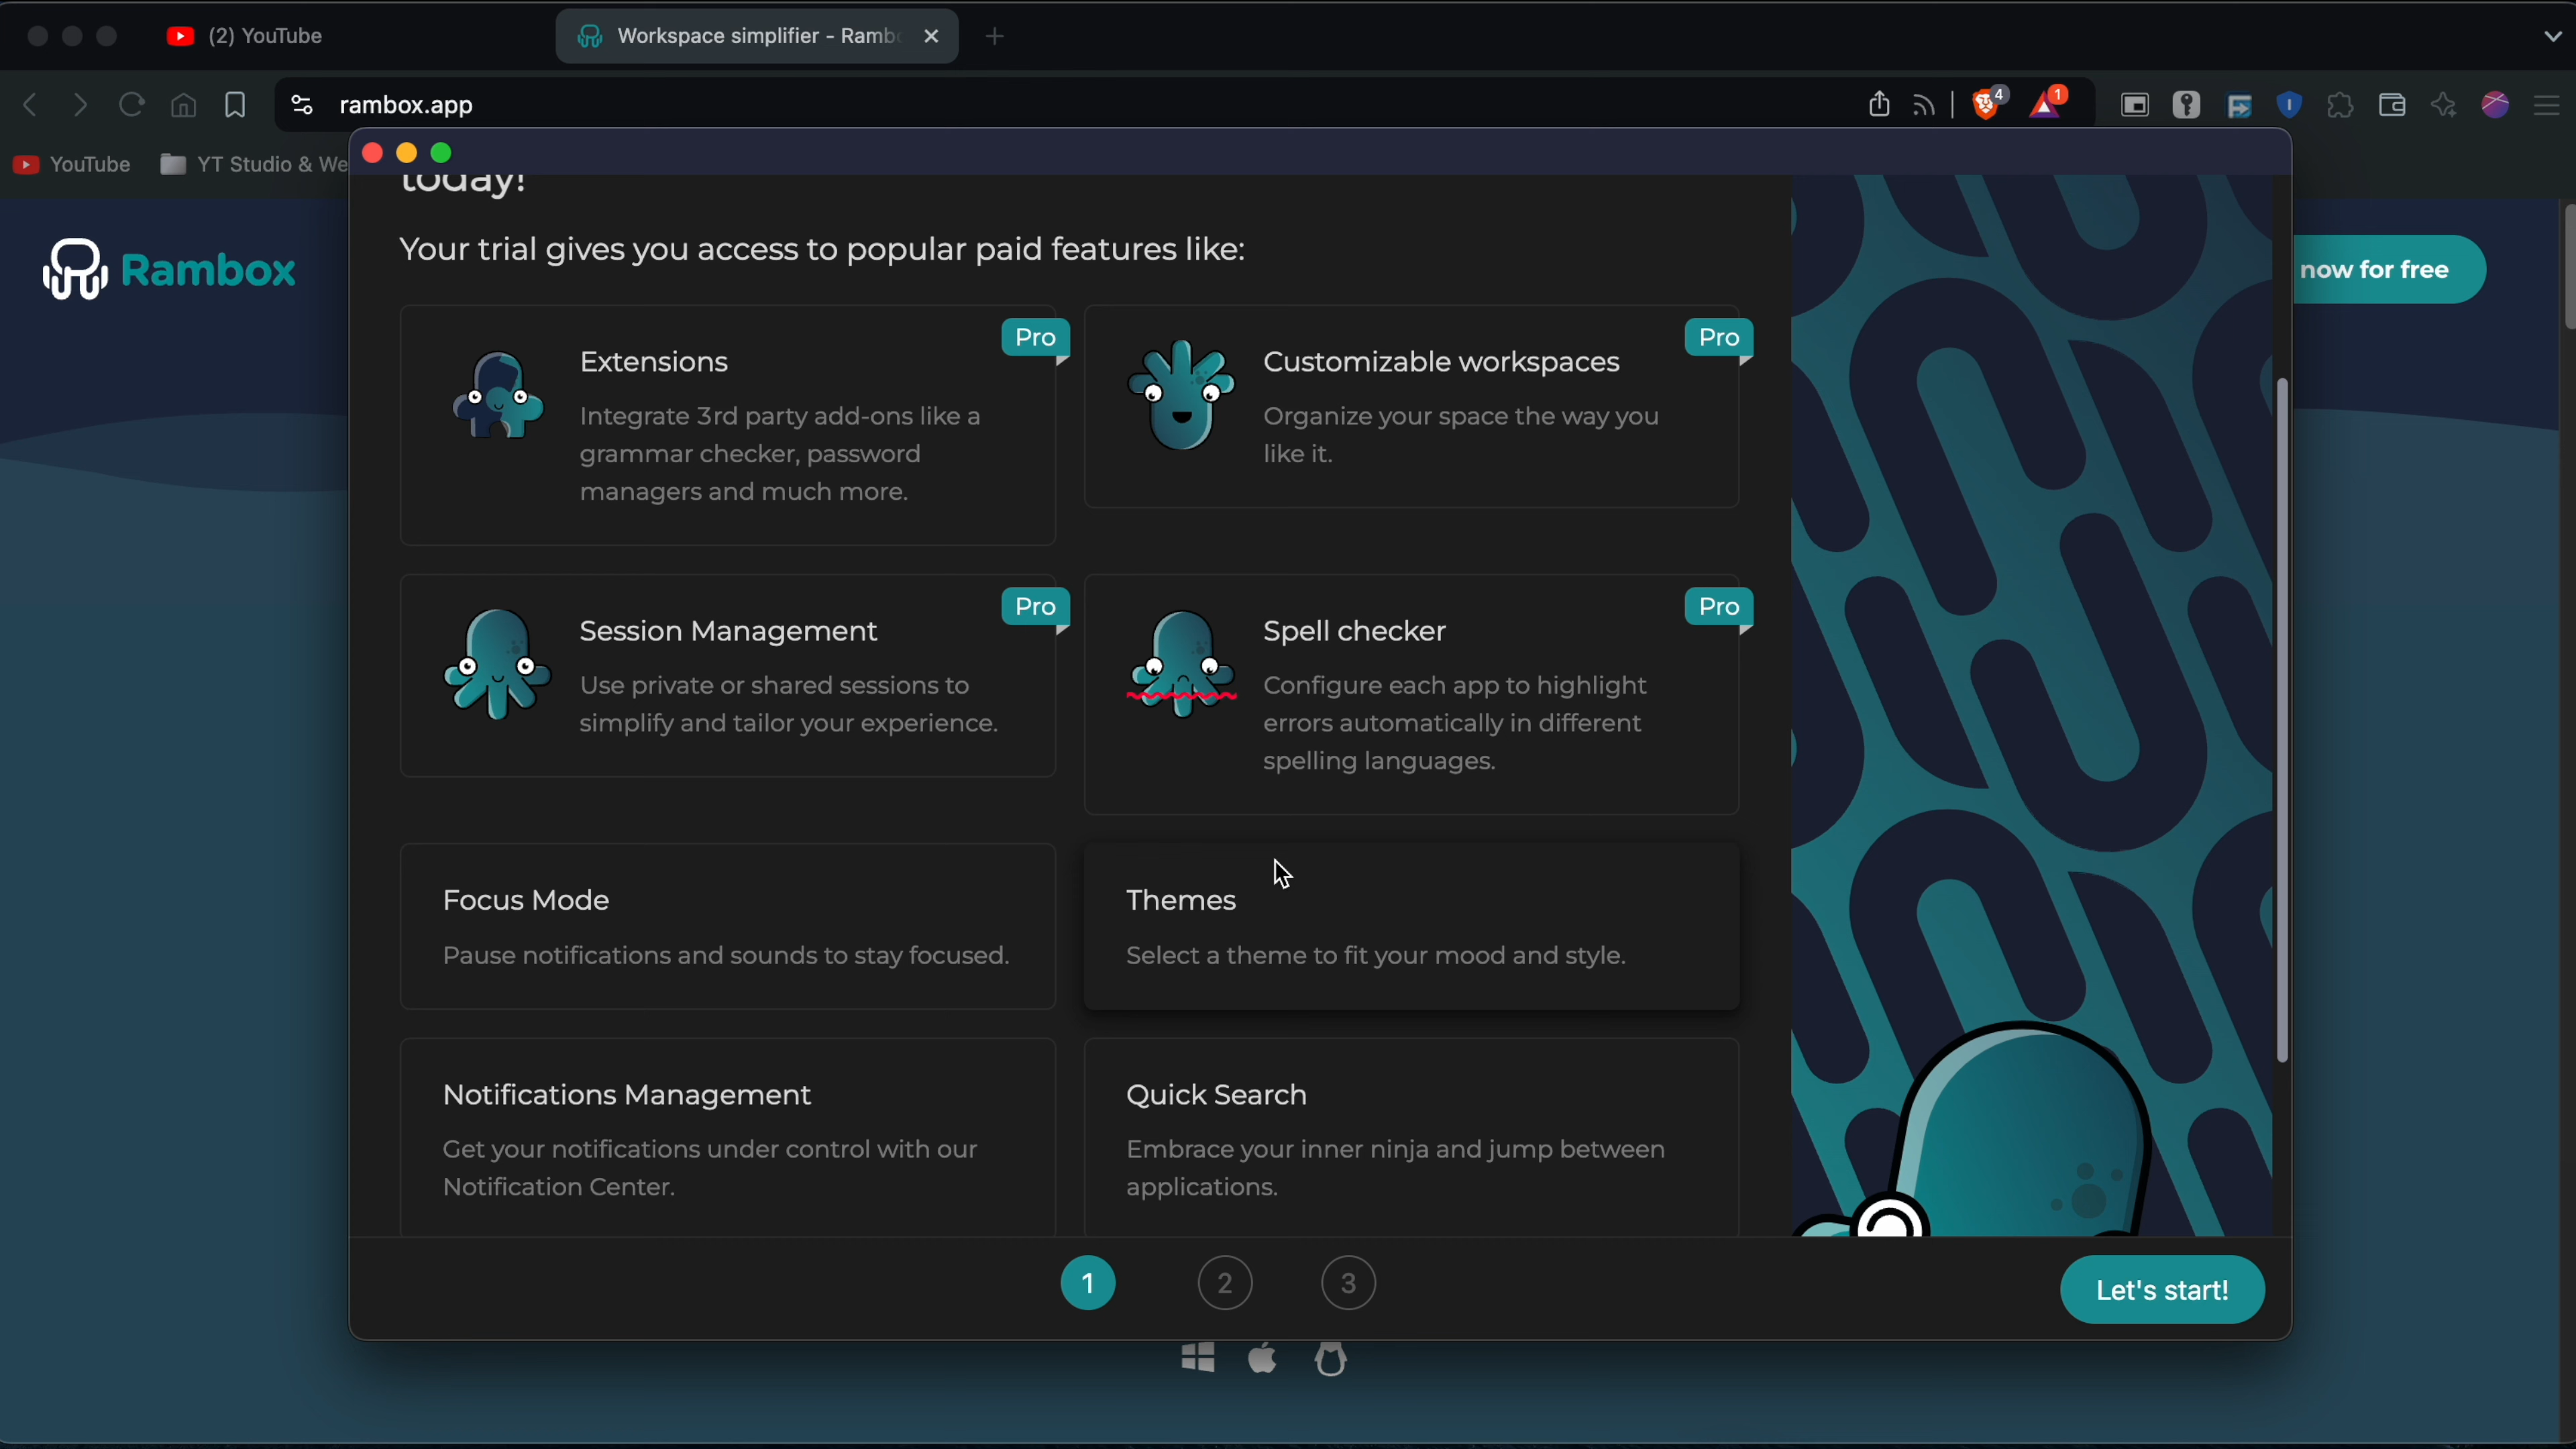 (2) YouTube
Workspace simplifier - Rambo
rambox.app
4
1
YouTube
YT Studio & We
today!
Rambox
now for free
Your trial gives you access to popular paid features like:
Extensions
Pro
Integrate 3rd party add-ons like a
grammar checker, password
managers and much more.
Customizable workspaces
Pro
Organize your space the way you
like it.
Session Management
Pro
Use private or shared sessions to
simplify and tailor your experience.
Spell checker
Pro
Configure each app to highlight
errors automatically in different
spelling languages.
Focus Mode
Pause notifications and sounds to stay focused.
Themes
Select a theme to fit your mood and style.
Notifications Management
Get your notifications under control with our
Notification Center.
Quick Search
Embrace your inner ninja and jump between
applications.
1
2
3
Let's start!